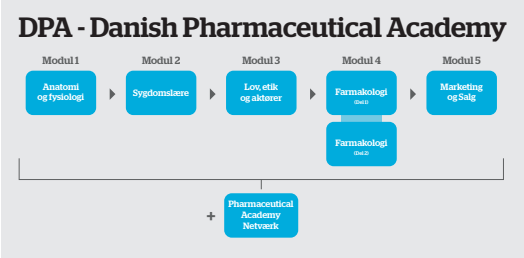 DPA - Danish Pharmaceutical Academy
Modul 1
Modul 2
Modul 3
Modul 4
Modul 5
Anatomi
og fysiologi
Sygdomslære
Lov, etik
og aktører
Farmakologi
(Del 1)
Marketing
og Salg
Farmakologi
(Del 2)
+
Pharmaceutical
Academy
Netværk